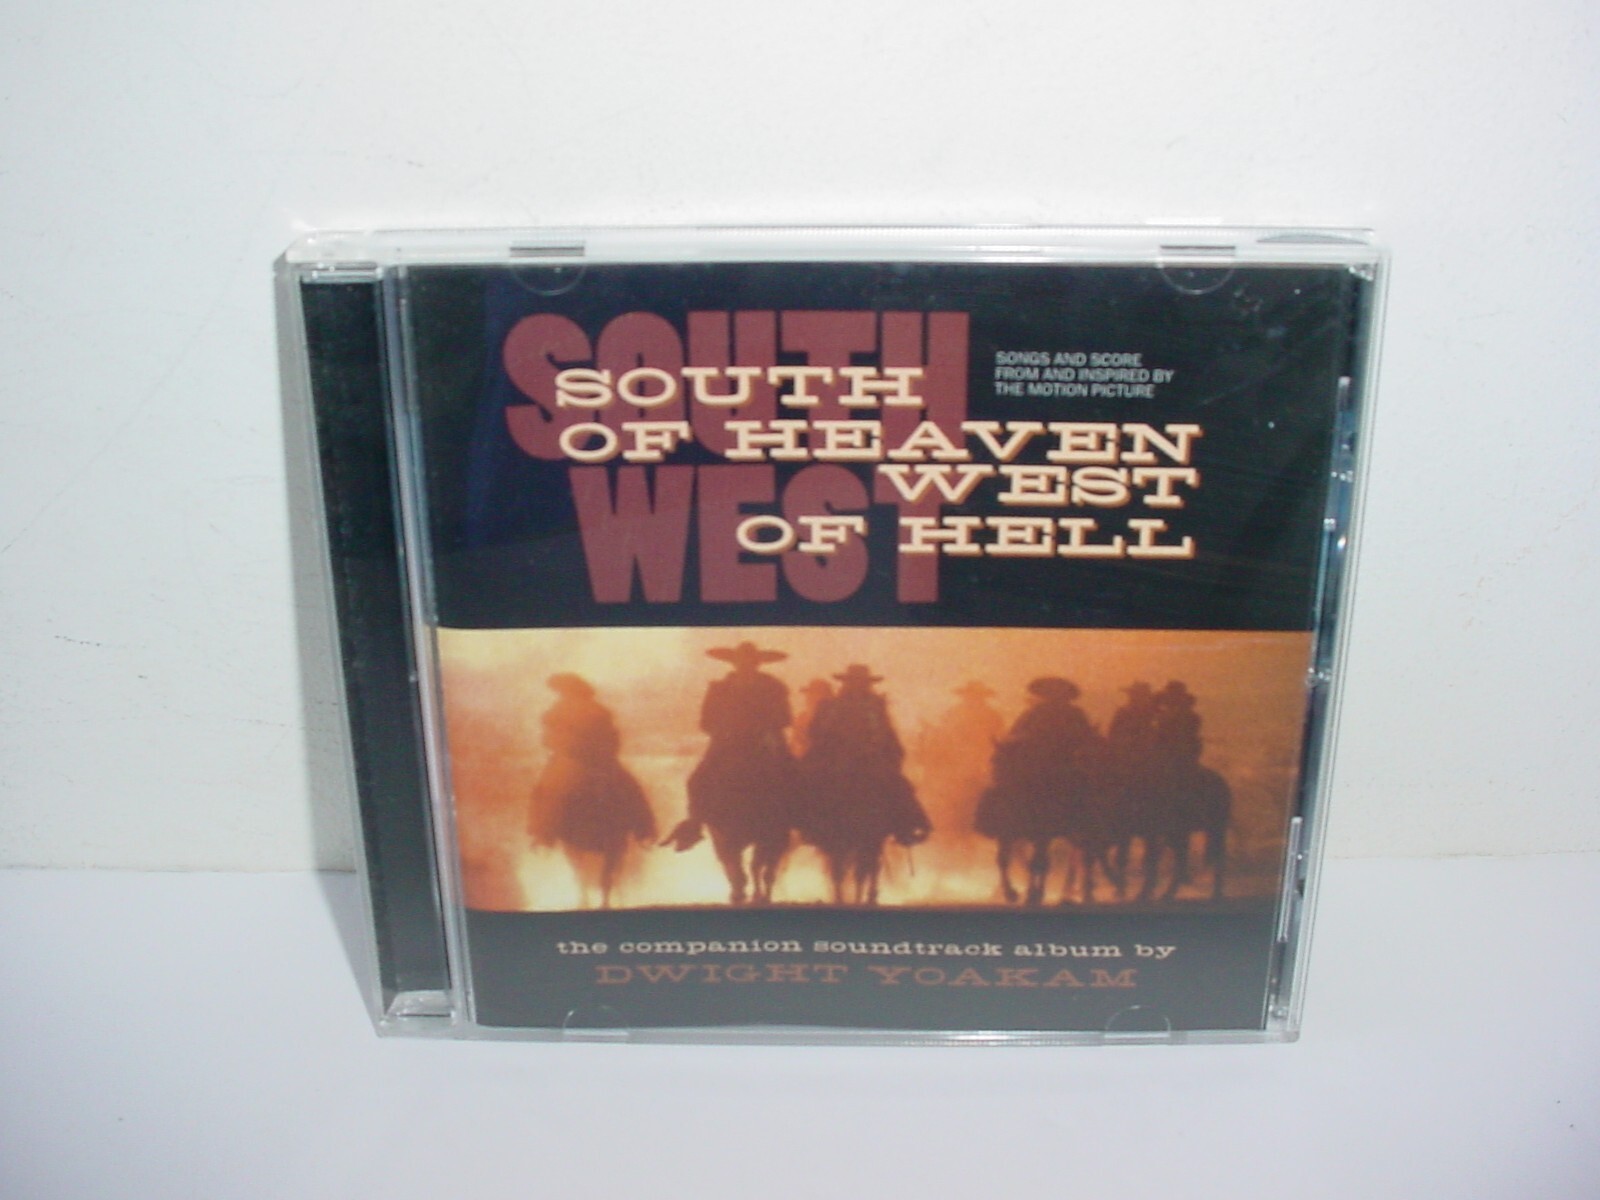 SOUTH
WEST
SOUTH
OF HEAVEN
WEST
OF HELL
SONGS AND SCORE
FROM AND INSPIRED BY
THE MOTION PICTURE
the companion soundtrack album by
DWIGHT YOAKAM